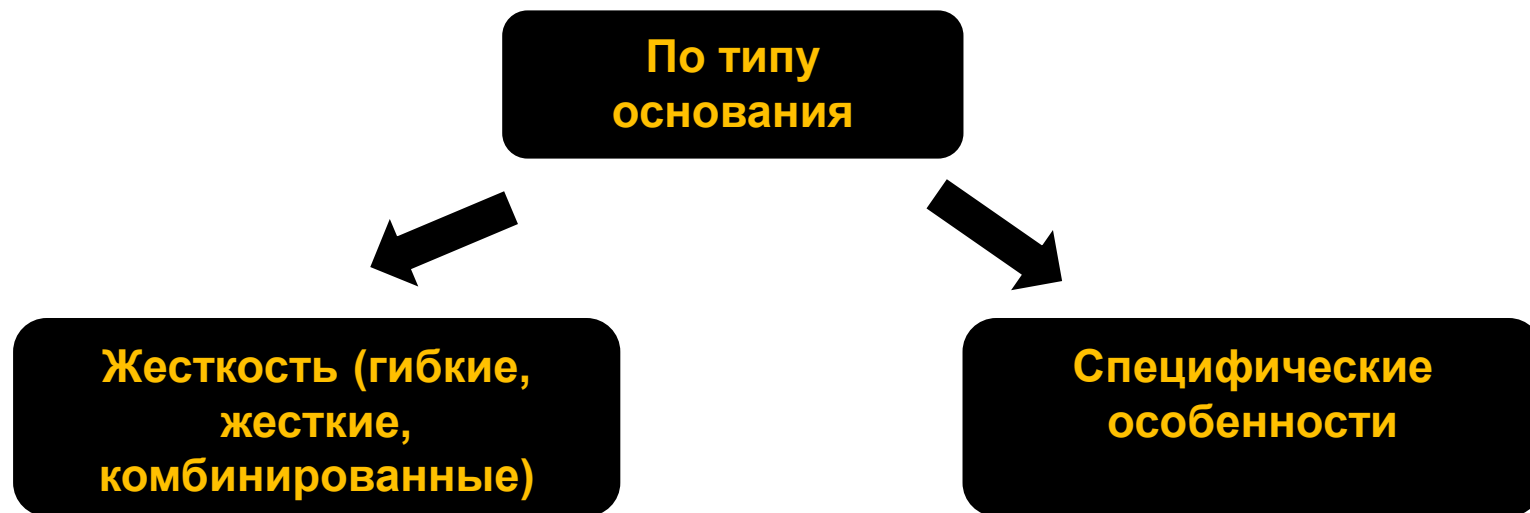 По типу
основания
Жесткость (гибкие,
жесткие,
комбинированные)
Специфические
особенности